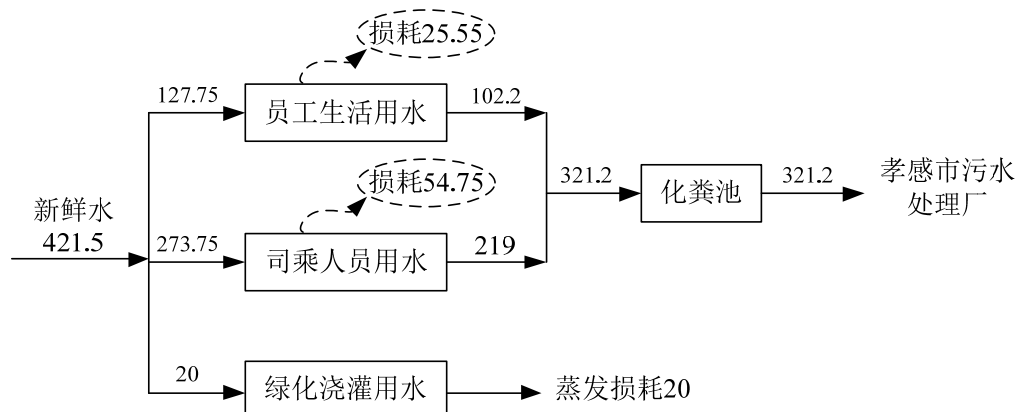 损耗25.55
127.75
员工生活用水
102.2
损耗54.75
321.2
化粪池
321.2
孝感市污水
处理厂
新鲜水
421.5
273.75
司乘人员用水
219
20
绿化浇灌用水
蒸发损耗20